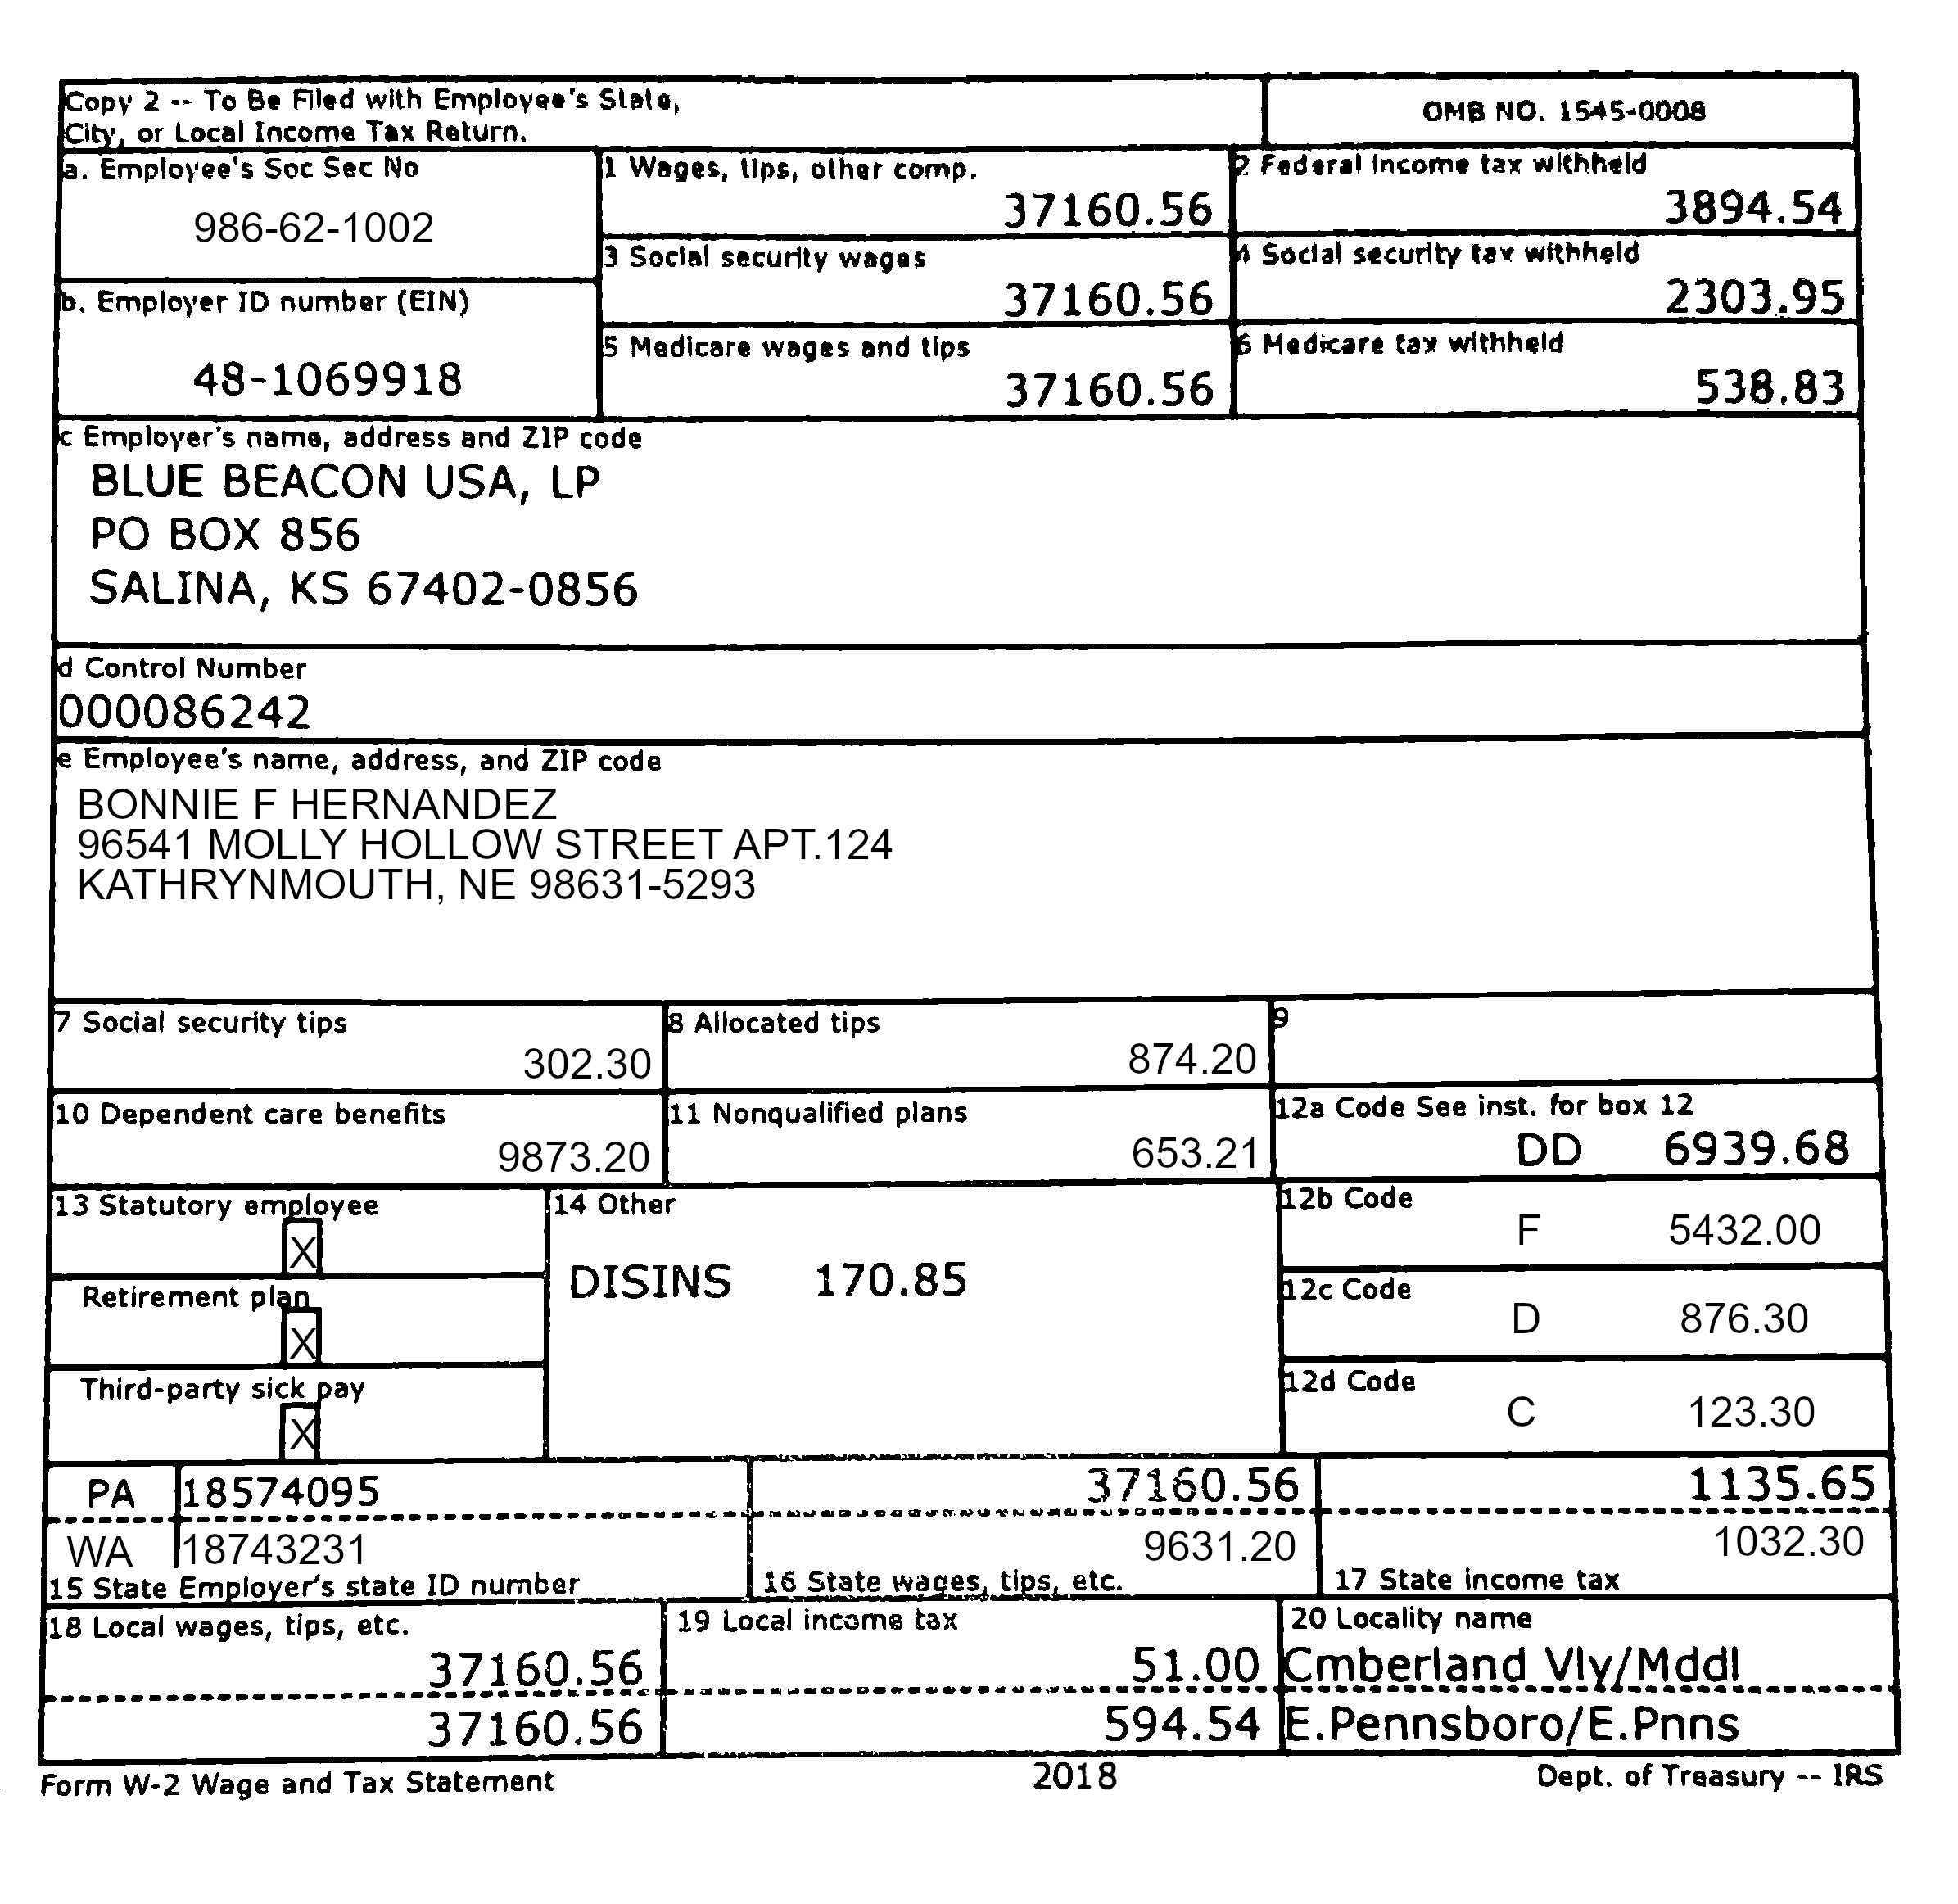 Copy 2 -- To Be Filed with Employee's State,
City, or Local Income Tax Return.
OMB NO. 1545-0008
a. Employee's Soc Sec No
986-62-1002
1 Wages, tips, other comp.
37160.56
2 Federal income tax withheld
3894.54
3 Social security wages
37160.56
4 Social security tax withheld
2303.95
b. Employer ID number (EIN)
48-1069918
5 Medicare wages and tips
37160.56
6 Medicare tax withheld
538.83
c Employer's name, address and ZIP code
BLUE BEACON USA, LP
PO BOX 856
SALINA, KS 67402-0856
d Control Number
000086242
e Employee's name, address, and ZIP code
BONNIE F HERNANDEZ
96541 MOLLY HOLLOW STREET APT.124
KATHRYNMOUTH, NE 98631-5293
7 Social security tips
302.30
8 Allocated tips
874.20
9
10 Dependent care benefits
9873.20
11 Nonqualified plans
653.21
12a Code See inst. for box 12
DD 6939.68
13 Statutory employee
X
Retirement plan
X
Third-party sick pay
X
14 Other
DISINS 170.85
12b Code
F 5432.00
12c Code
D 876.30
12d Code
C 123.30
PA 18574095 37160.56 1135.65
WA 18743231 9631.20 1032.30
15 State Employer's state ID number
16 State wages, tips, etc.
17 State income tax
18 Local wages, tips, etc.
19 Local income tax
20 Locality name
37160.56 51.00 Cmberland Vly/Mddl
37160.56 594.54 E.Pennsboro/E.Pnns
Form W-2 Wage and Tax Statement
2018
Dept. of Treasury -- IRS